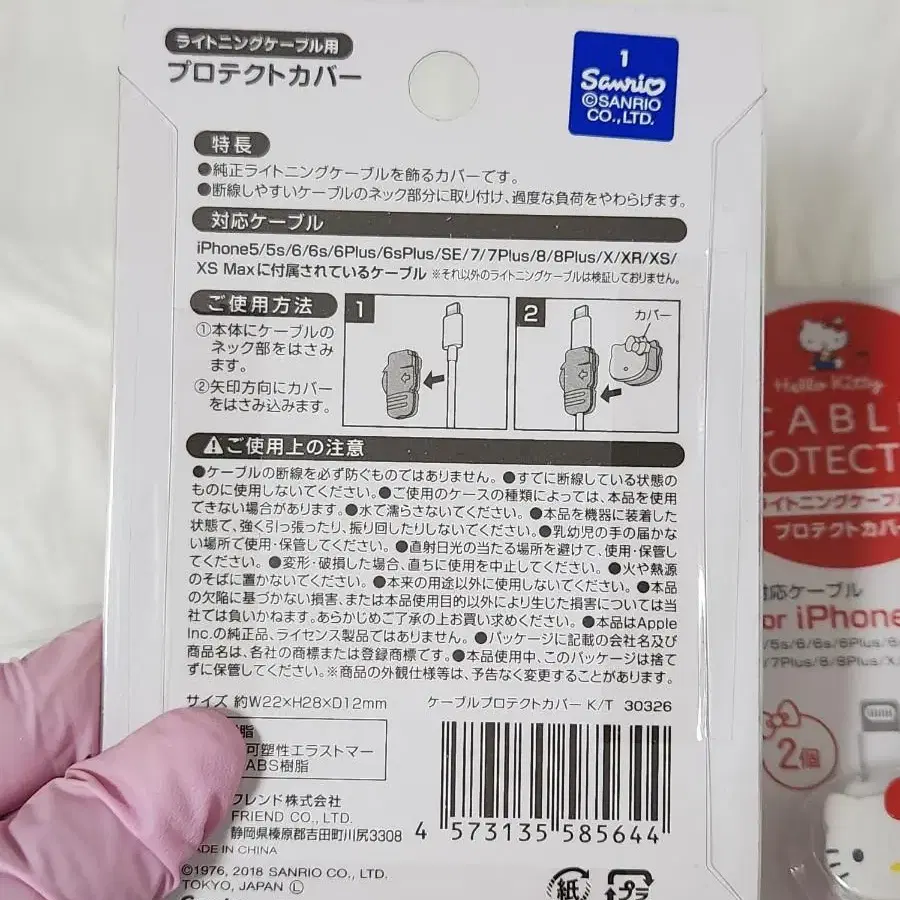 ライトニングケーブル用
プロテクトカバー
1
Sanrio
©SANRIO
CO.,LTD.
特長
●純正ライトニングケーブルを飾るカバーです。
●断線しやすいケーブルのネック部分に取り付け、過度な負荷をやわらげます。
対応ケーブル
iPhone5/5s/6/6s/6Plus/6sPlus/SE/7/7Plus/8/8Plus/X/XR/XS/
XS Maxに付属されているケーブル ※それ以外のライトニングケーブルは検証しておりません。
ご使用方法
①本体にケーブルの
ネック部をはさみ
ます。
②矢印方向にカバー
をはさみ込みます。
1
2
カバー
⚠ご使用上の注意
●ケーブルの断線を必ず防ぐものではありません。●すでに断線している状態の
ものに使用しないでください。●ご使用のケースの種類によっては、本品を使用
できない場合があります。●水で濡らさないでください。●本品を機器に装着した
状態で、強く引っ張ったり、振り回したりしないでください。●乳幼児の手の届かな
い場所で使用・保管してください。●直射日光の当たる場所を避けて、使用・保管し
てください。●変形・破損した場合、直ちに使用を中止してください。●火や熱源
のそばに置かないでください。●本来の用途以外に使用しないでください。●本品
の欠陥に基づかない損害、または本品使用目的以外により生じた損害については当
社では負いかねます。あらかじめご了承の上お買い求めください。●本品はApple
Inc.の純正品、ライセンス製品ではありません。●パッケージに記載の会社名及び
商品名は、各社の商標または登録商標です。●本品使用中、このパッケージは捨て
ずに保管してください。※商品の外観仕様等は、予告なく変更することがあります。
サイズ 約W22×H28×D12mm
ケーブルプロテクトカバー K/T 30326
樹脂
可塑性エラストマー
ABS樹脂
フレンド株式会社
FRIEND CO., LTD.
静岡県榛原郡吉田町川尻3308
ADE IN CHINA
4 573135 585644
©1976, 2018 SANRIO CO., LTD.
TOKYO, JAPAN Ⓛ
紙
プラ
Hello Kitty
CABL
ROTECT
ライトニングケーブ
プロテクトカバ
対応ケーブル
or iPhone
/5s/6/6s/6Plus/6s
/7Plus/8/8Plus/X/
2個